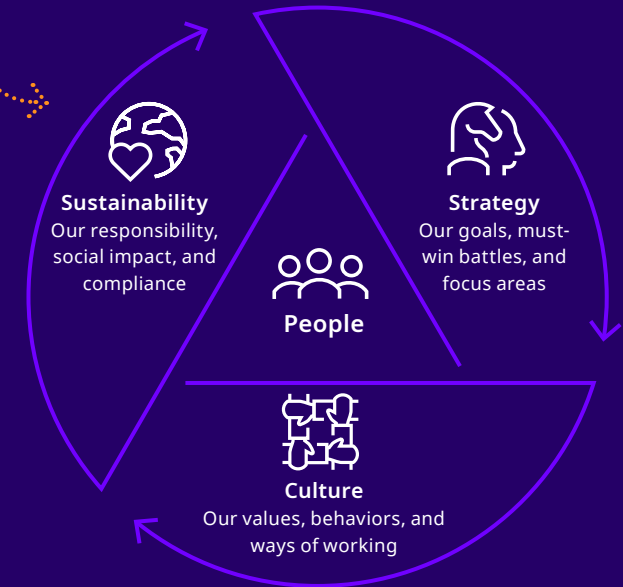 Sustainability
Our responsibility,
social impact, and
compliance
Strategy
Our goals, must-
win battles, and
focus areas
People
Culture
Our values, behaviors, and
ways of working